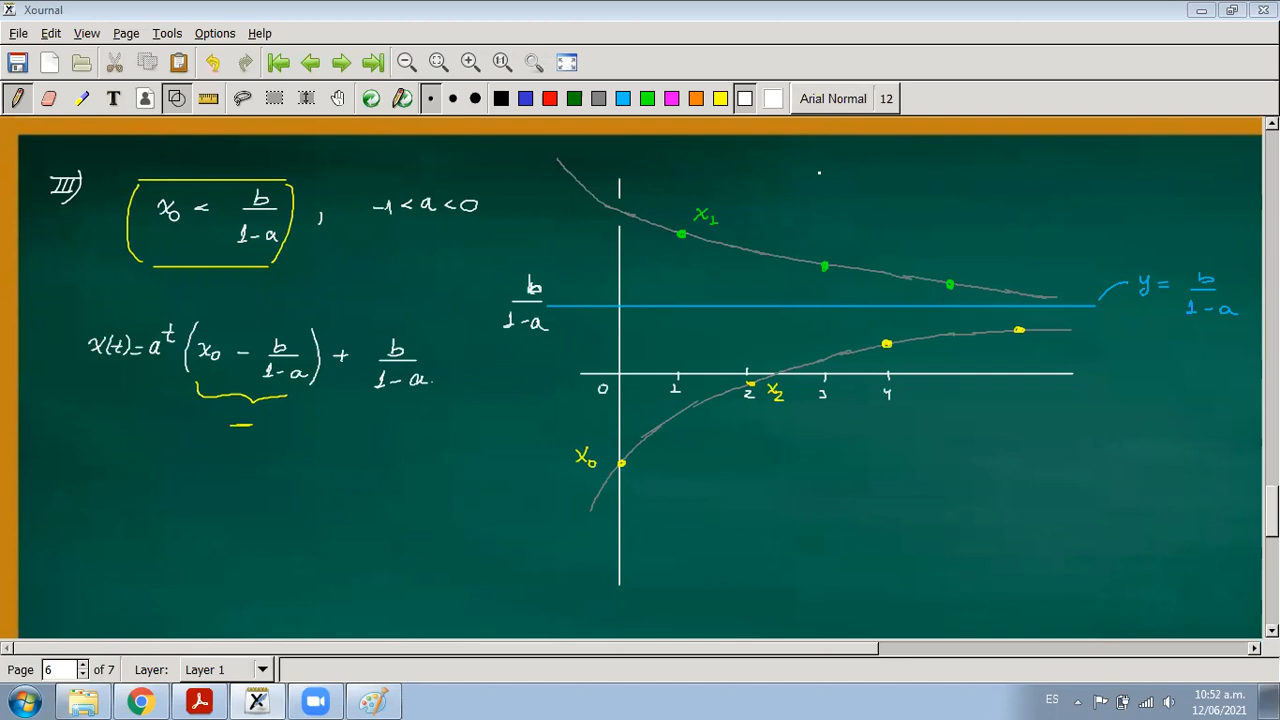 Xournal
File Edit View Page Tools Options Help
Arial Normal 12
III) x₀ < b/(1-a) , -1 < a < 0
x(t) = a^t (x₀ - b/(1-a)) + b/(1-a)
x₁
b/(1-a)
y = b/(1-a)
0 1 2 3 4
x₂
x₀
Page 6 of 7 Layer: Layer 1
ES 10:52 a.m.
12/06/2021